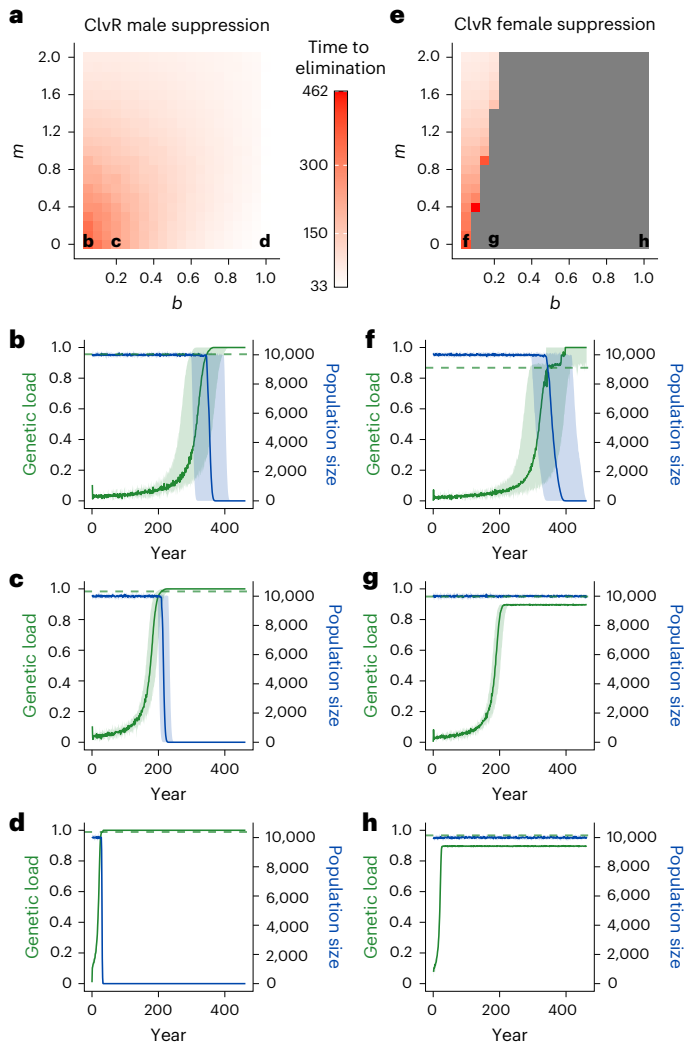 a
ClvR male suppression
2.0
1.6
1.2
0.8
0.4
0
m
b c d
0.2 0.4 0.6 0.8 1.0
b
Time to
elimination
462
300
150
33
e
ClvR female suppression
2.0
1.6
1.2
0.8
0.4
0
m
f g h
0.2 0.4 0.6 0.8 1.0
b
b
1.0
0.8
0.6
0.4
0.2
0
Genetic load
10,000
8,000
6,000
4,000
2,000
0
Population size
0 200 400
Year
f
1.0
0.8
0.6
0.4
0.2
0
Genetic load
10,000
8,000
6,000
4,000
2,000
0
Population size
0 200 400
Year
c
1.0
0.8
0.6
0.4
0.2
0
Genetic load
10,000
8,000
6,000
4,000
2,000
0
Population size
0 200 400
Year
g
1.0
0.8
0.6
0.4
0.2
0
Genetic load
10,000
8,000
6,000
4,000
2,000
0
Population size
0 200 400
Year
d
1.0
0.8
0.6
0.4
0.2
0
Genetic load
10,000
8,000
6,000
4,000
2,000
0
Population size
0 200 400
Year
h
1.0
0.8
0.6
0.4
0.2
0
Genetic load
10,000
8,000
6,000
4,000
2,000
0
Population size
0 200 400
Year